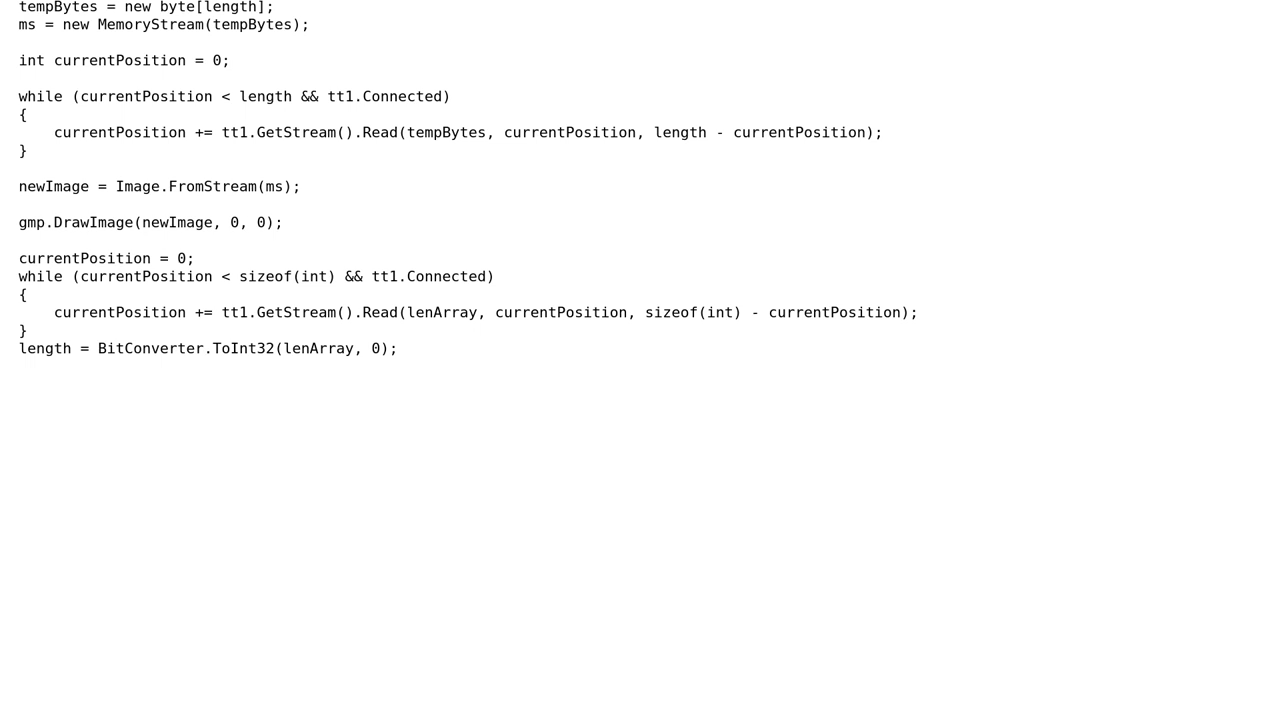 tempBytes = new byte[length];
ms = new MemoryStream(tempBytes);

int currentPosition = 0;

while (currentPosition < length && tt1.Connected)
{
    currentPosition += tt1.GetStream().Read(tempBytes, currentPosition, length - currentPosition);
}

newImage = Image.FromStream(ms);

gmp.DrawImage(newImage, 0, 0);

currentPosition = 0;
while (currentPosition < sizeof(int) && tt1.Connected)
{
    currentPosition += tt1.GetStream().Read(lenArray, currentPosition, sizeof(int) - currentPosition);
}
length = BitConverter.ToInt32(lenArray, 0);